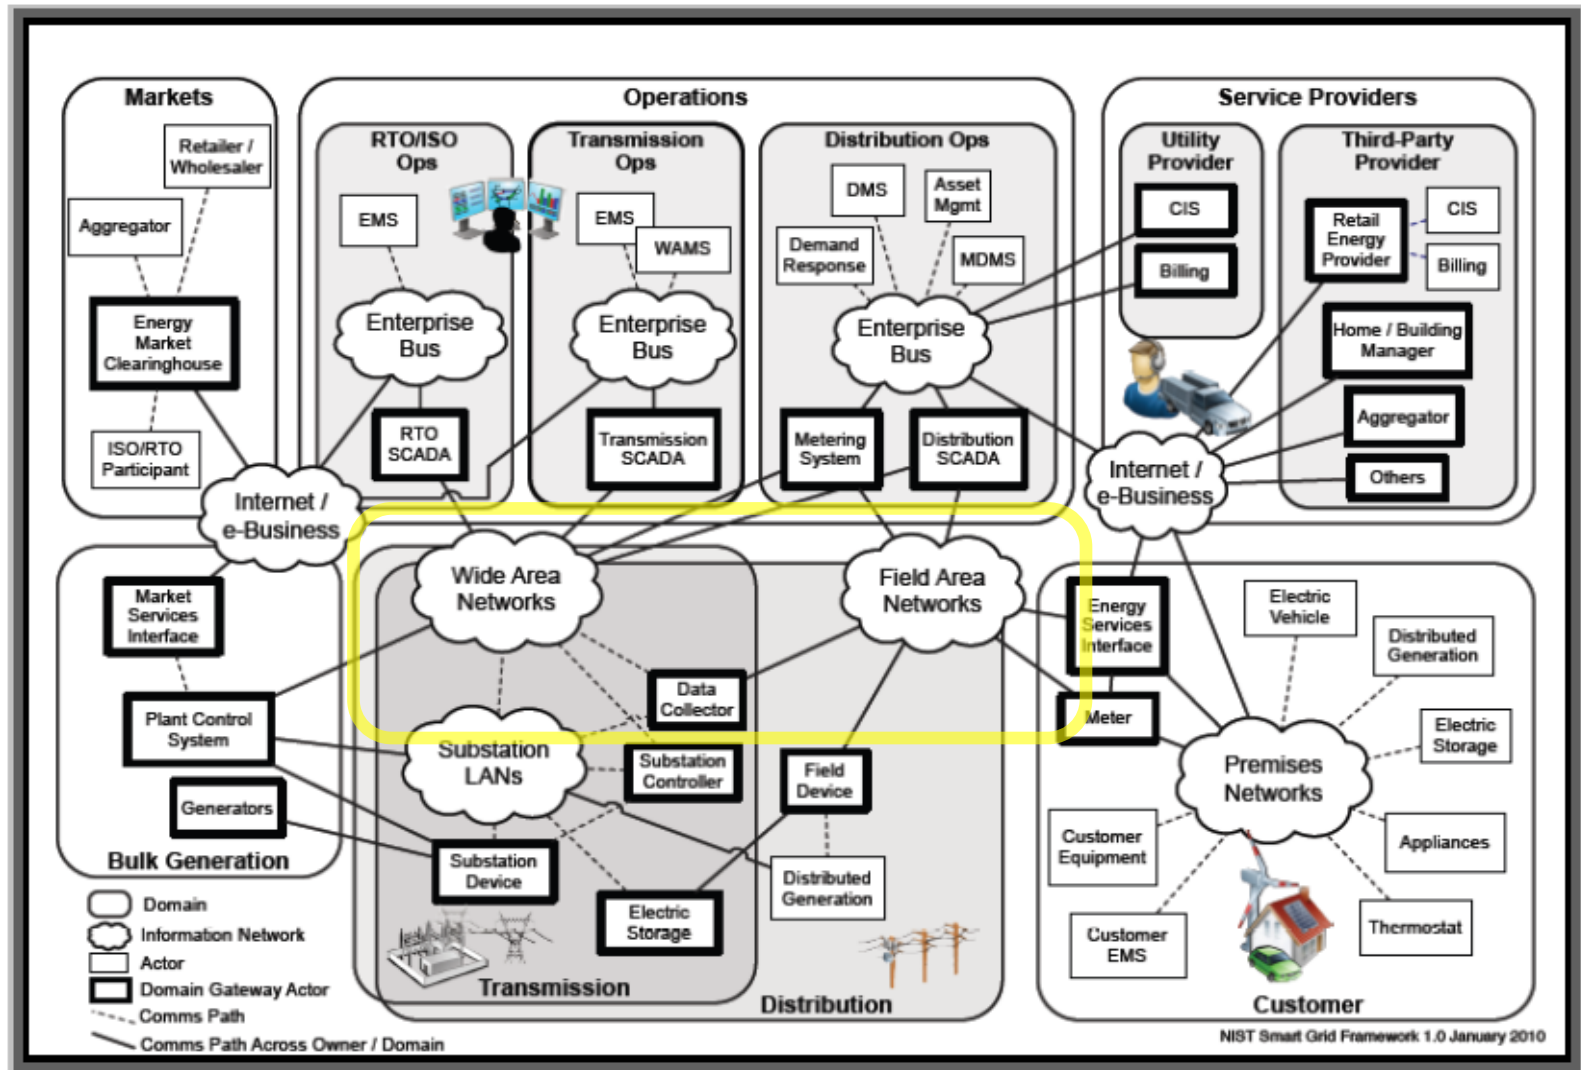 Markets
Retailer /
Wholesaler
Aggregator
Energy
Market
Clearinghouse
ISO/RTO
Participant
Internet /
e-Business
Operations
RTO/ISO
Ops
EMS
Enterprise
Bus
RTO
SCADA
Transmission
Ops
EMS
WAMS
Enterprise
Bus
Transmission
SCADA
Distribution Ops
DMS
Asset
Mgmt
Demand
Response
MDMS
Enterprise
Bus
Metering
System
Distribution
SCADA
Service Providers
Utility
Provider
CIS
Billing
Third-Party
Provider
Retail
Energy
Provider
CIS
Billing
Home / Building
Manager
Aggregator
Others
Internet /
e-Business
Market
Services
Interface
Plant Control
System
Generators
Bulk Generation
Wide Area
Networks
Field Area
Networks
Data
Collector
Substation
LANs
Substation
Controller
Field
Device
Substation
Device
Electric
Storage
Distributed
Generation
Transmission
Distribution
Energy
Services
Interface
Meter
Electric
Vehicle
Distributed
Generation
Electric
Storage
Premises
Networks
Customer
Equipment
Appliances
Customer
EMS
Thermostat
Customer
Domain
Information Network
Actor
Domain Gateway Actor
Comms Path
Comms Path Across Owner / Domain
NIST Smart Grid Framework 1.0 January 2010